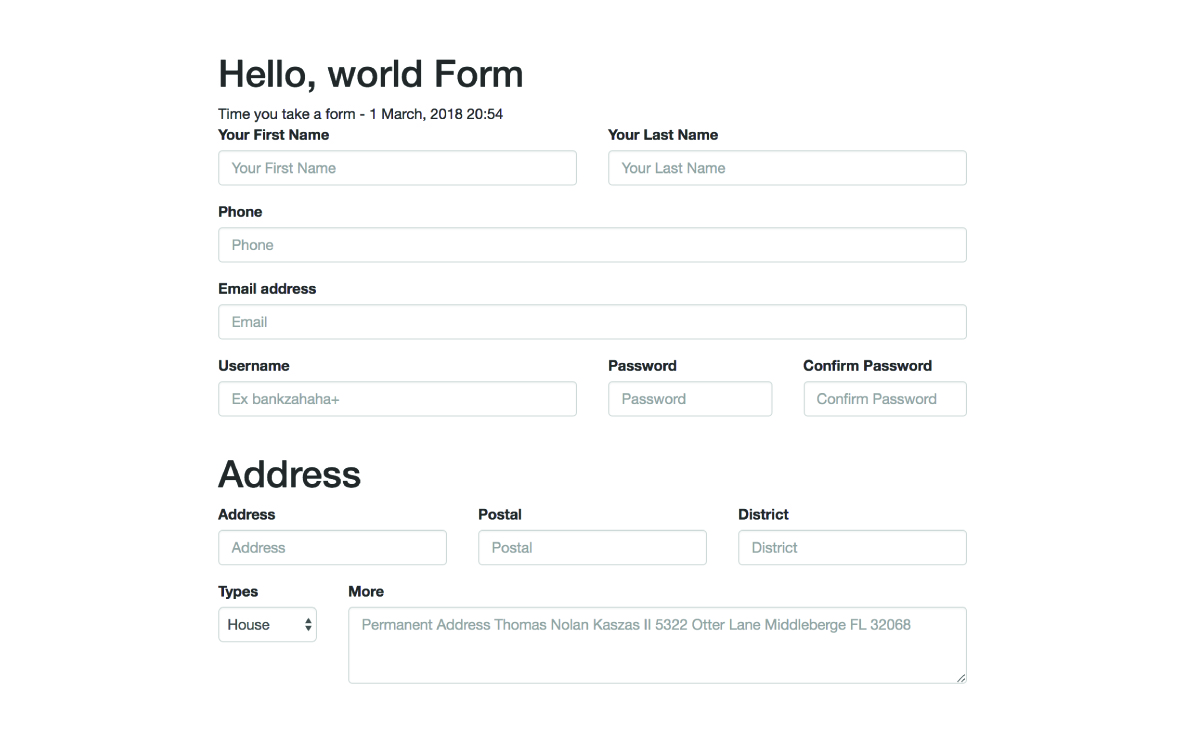 Hello, world Form
Time you take a form - 1 March, 2018 20:54
Your First Name Your Last Name
Your First Name Your Last Name
Phone
Phone
Email address
Email
Username Password Confirm Password
Ex bankzahaha+ Password Confirm Password
Address
Address Postal District
Address Postal District
Types More
House Permanent Address Thomas Nolan Kaszas II 5322 Otter Lane Middleberge FL 32068